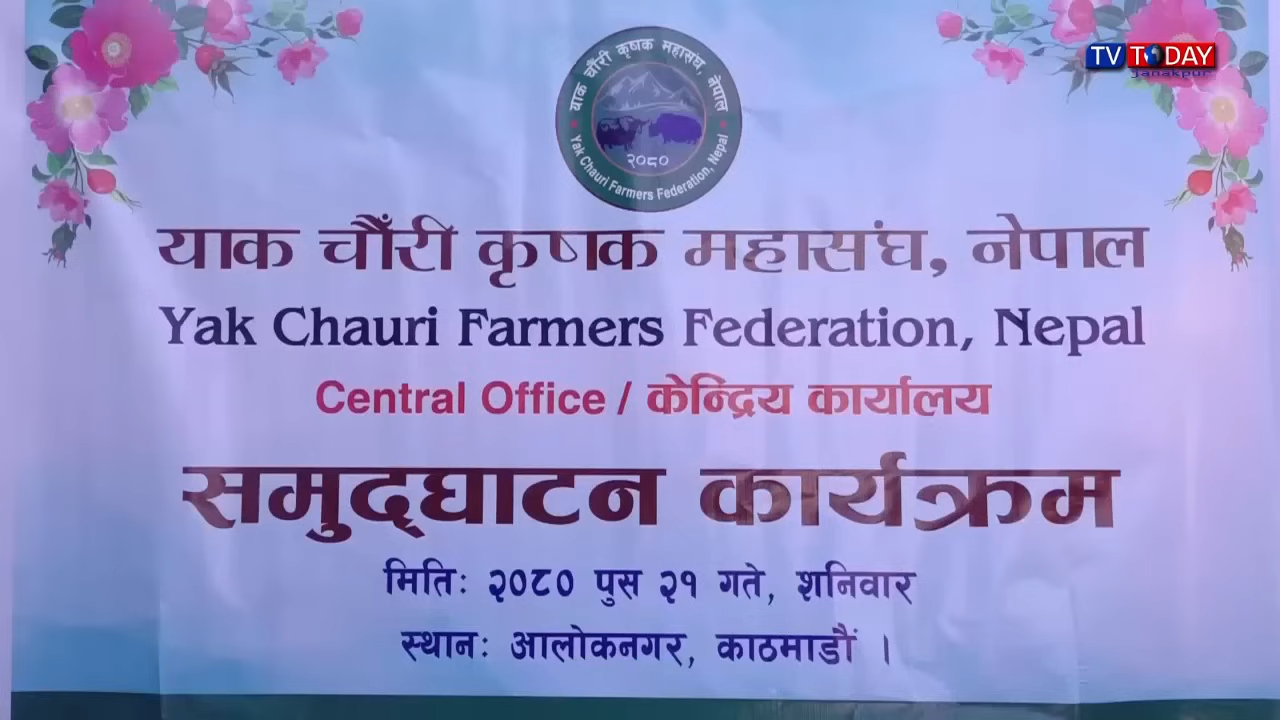 TV TODAY
Janakpur
याक चौंरी कृषक महासंघ, नेपाल
२०८०
Yak Chauri Farmers Federation, Nepal
याक चौंरी कृषक महासंघ, नेपाल
Yak Chauri Farmers Federation, Nepal
Central Office / केन्द्रिय कार्यालय
समुद्घाटन कार्यक्रम
मितिः २०८० पुस २१ गते, शनिवार
स्थानः आलोकनगर, काठमाडौं ।